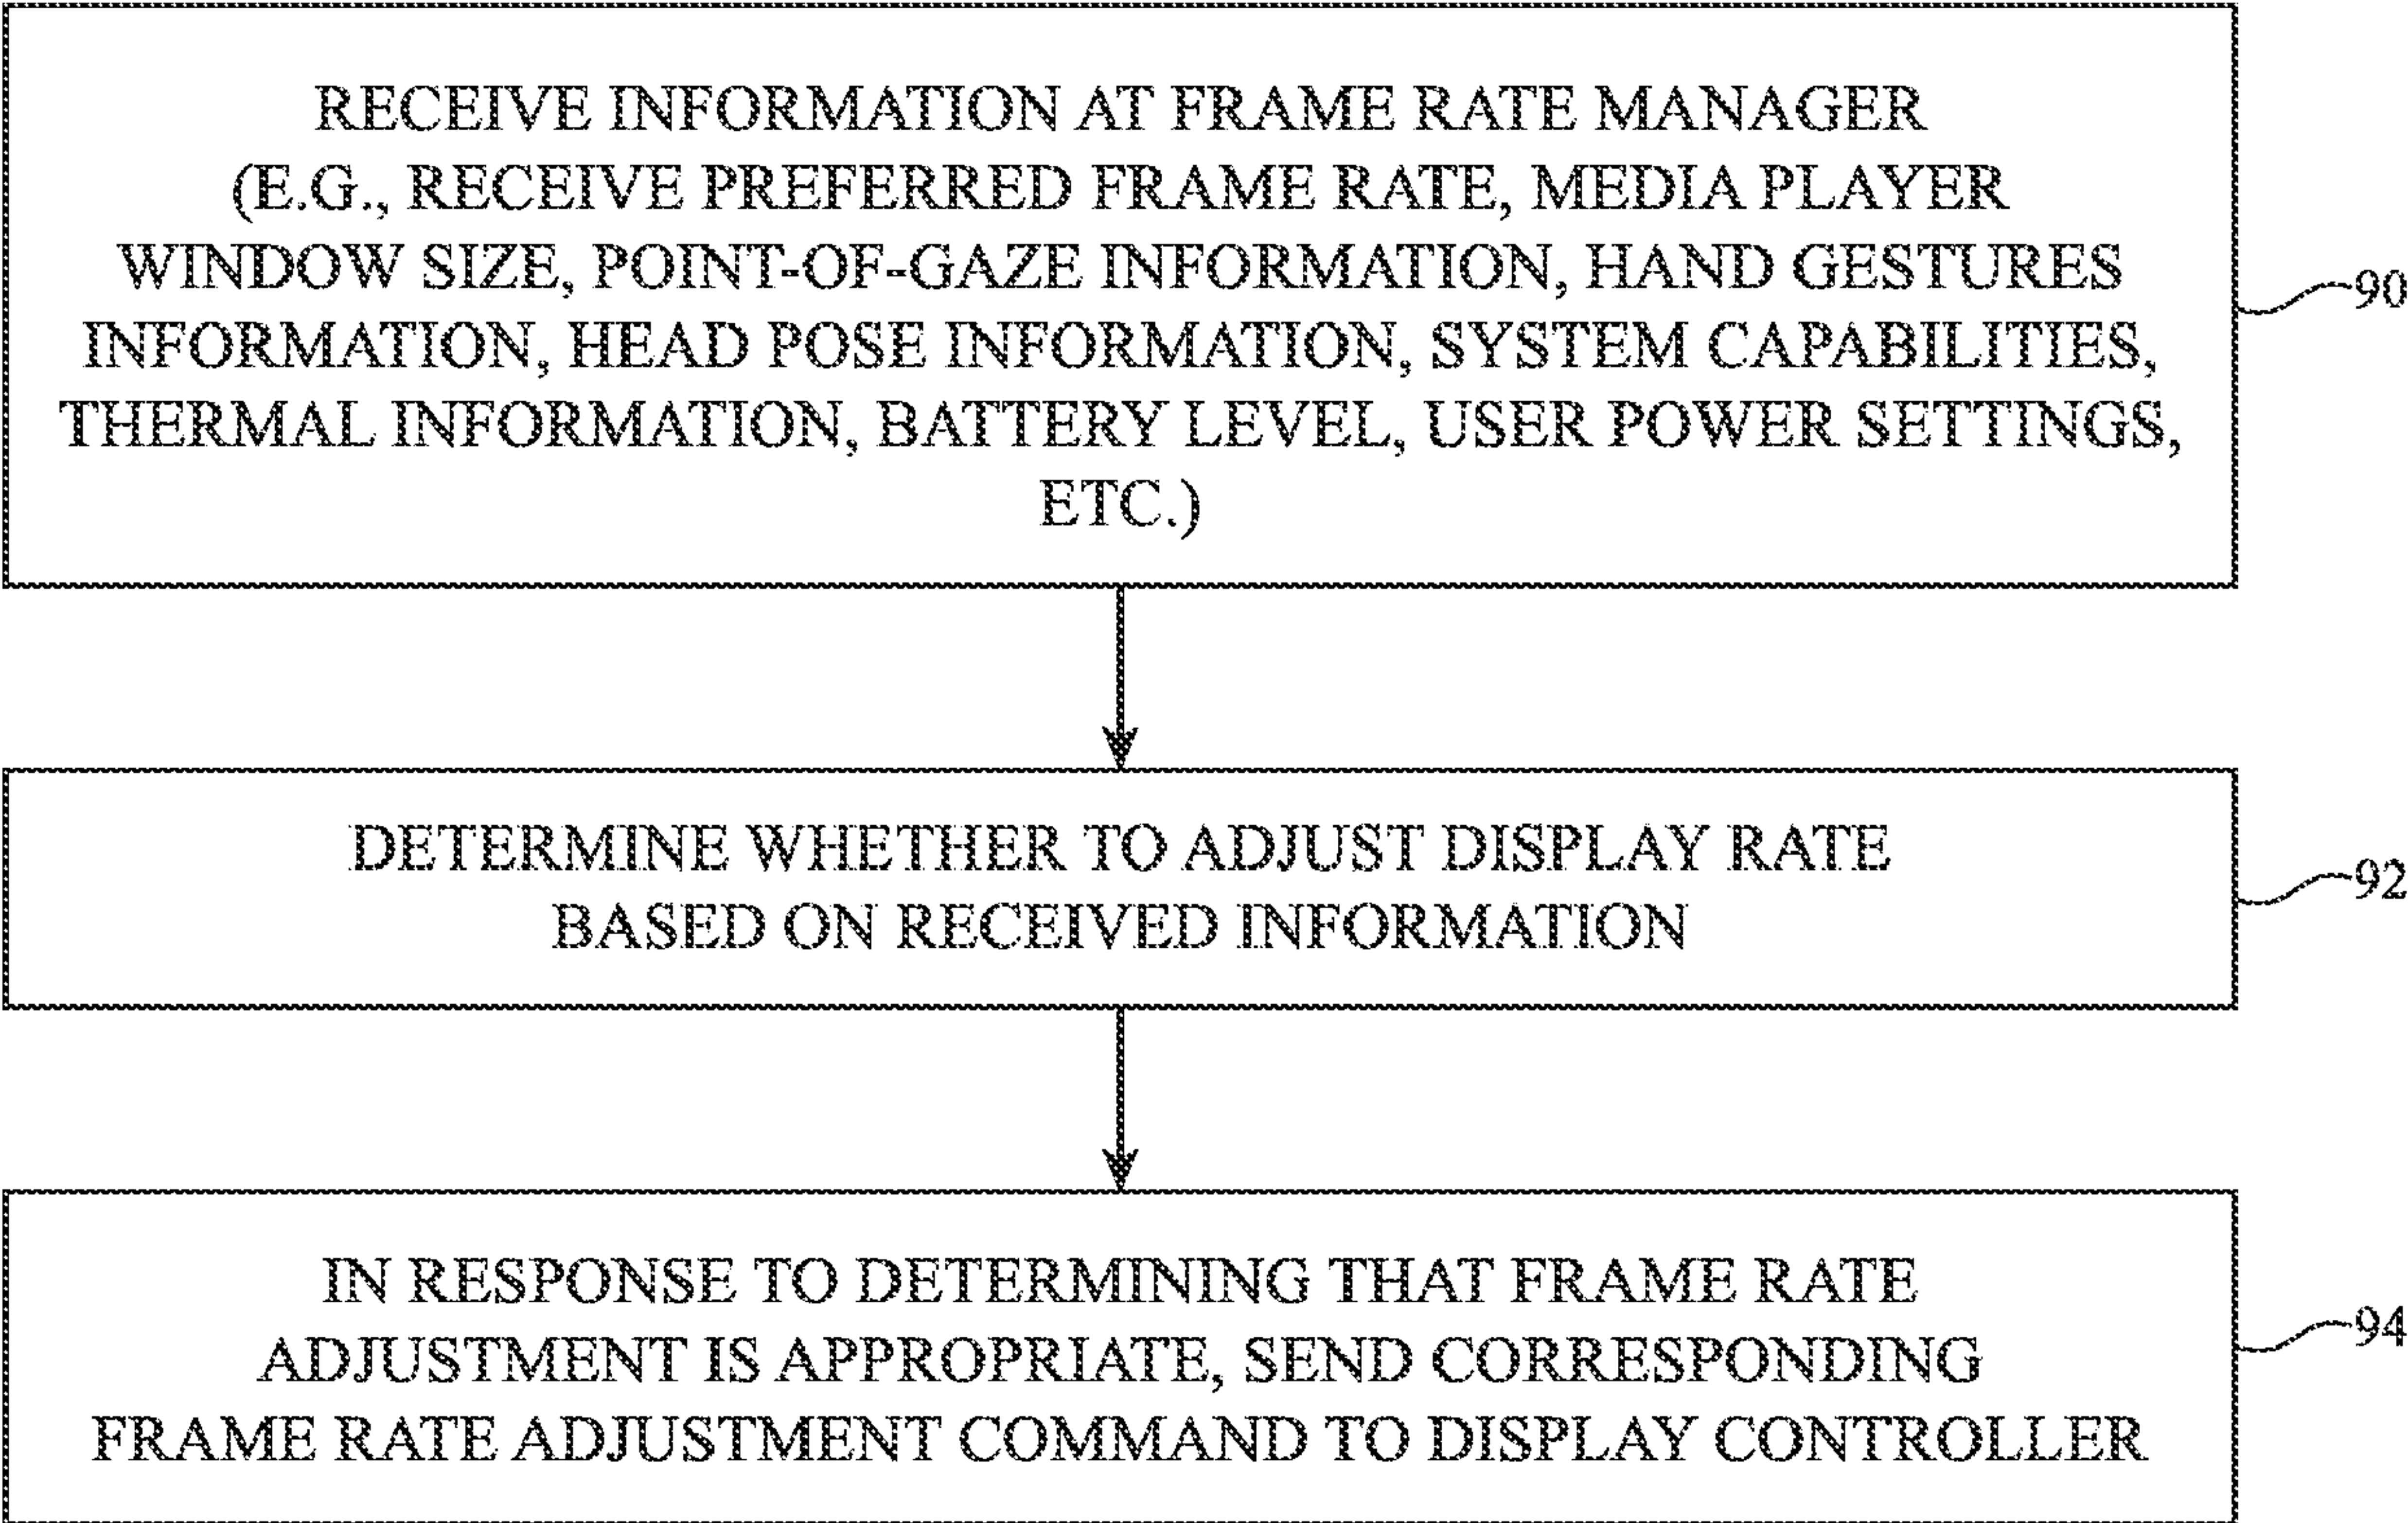 RECEIVE INFORMATION AT FRAME RATE MANAGER
(E.G., RECEIVE PREFERRED FRAME RATE, MEDIA PLAYER
WINDOW SIZE, POINT-OF-GAZE INFORMATION, HAND GESTURES
INFORMATION, HEAD POSE INFORMATION, SYSTEM CAPABILITIES,
THERMAL INFORMATION, BATTERY LEVEL, USER POWER SETTINGS,
ETC.)
90
DETERMINE WHETHER TO ADJUST DISPLAY RATE
BASED ON RECEIVED INFORMATION
92
IN RESPONSE TO DETERMINING THAT FRAME RATE
ADJUSTMENT IS APPROPRIATE, SEND CORRESPONDING
FRAME RATE ADJUSTMENT COMMAND TO DISPLAY CONTROLLER
94